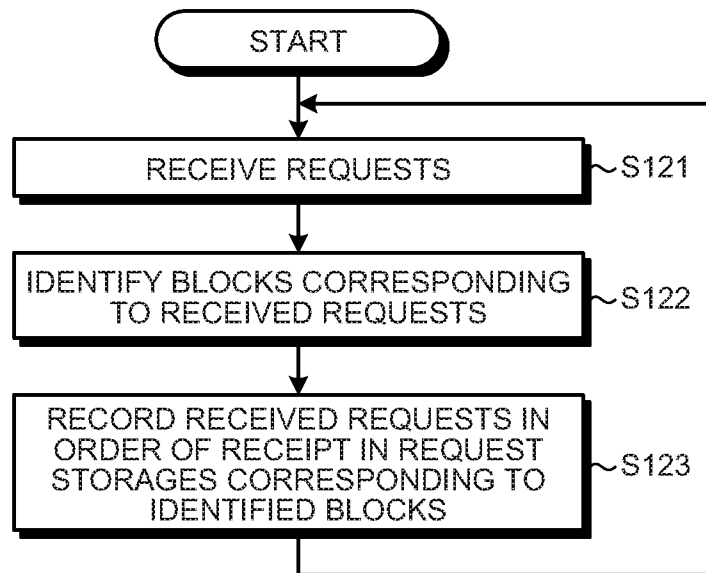 START
RECEIVE REQUESTS
S121
IDENTIFY BLOCKS CORRESPONDING
TO RECEIVED REQUESTS
S122
RECORD RECEIVED REQUESTS IN
ORDER OF RECEIPT IN REQUEST
STORAGES CORRESPONDING TO
IDENTIFIED BLOCKS
S123